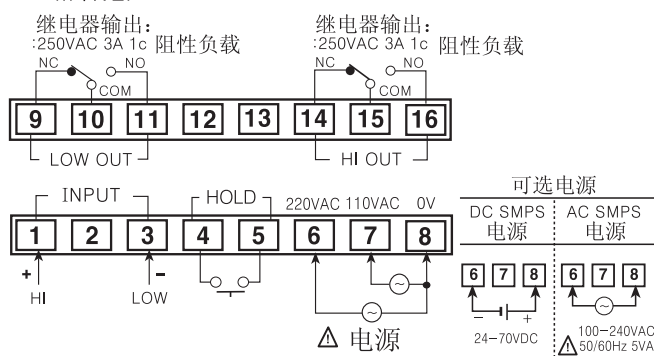 继电器输出: 继电器输出:
:250VAC 3A 1c 阻性负载 :250VAC 3A 1c 阻性负载
NC NO NC NO
COM COM
9 10 11 12 13 14 15 16
LOW OUT HI OUT
可选电源
INPUT HOLD 220VAC 110VAC 0V DC SMPS AC SMPS
电源 电源
1 2 3 4 5 6 7 8
+ - 6 7 8 6 7 8
HI LOW
~ ~ ~
- +
⚠ 电源 24-70VDC 100-240VAC
⚠ 50/60Hz 5VA